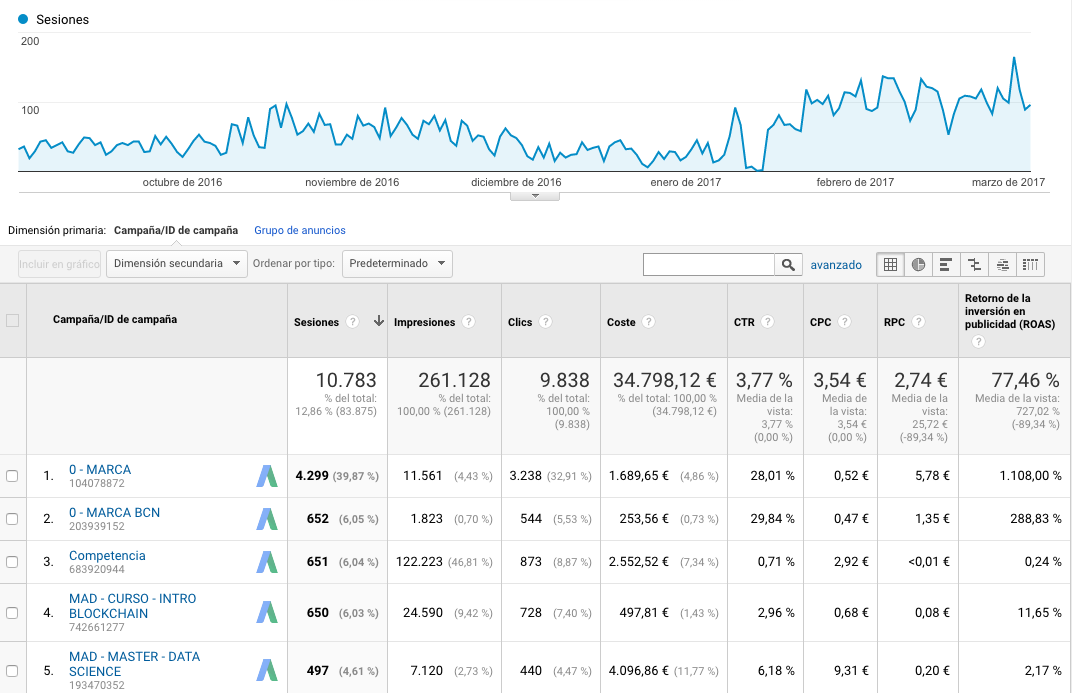 Sesiones
200
100
octubre de 2016 noviembre de 2016 diciembre de 2016 enero de 2017 febrero de 2017 marzo de 2017
Dimensión primaria: Campaña/ID de campaña Grupo de anuncios
Incluir en gráfico Dimensión secundaria Ordenar por tipo: Predeterminado avanzado
Campaña/ID de campaña Sesiones ? Impresiones ? Clics ? Coste ? CTR ? CPC ? RPC ? Retorno de la
inversión en
publicidad (ROAS)
?
10.783 261.128 9.838 34.798,12 € 3,77 % 3,54 € 2,74 € 77,46 %
% del total: % del total: % del total: % del total: 100,00 % Media de la Media de Media de la Media de la vista:
12,86 % (83.875) 100,00 % (261.128) 100,00 % (34.798,12 €) vista: la vista: vista: 727,02 %
(9.838) 3,77 % 3,54 € 25,72 € (-89,34 %)
(0,00 %) (0,00 %) (-89,34 %)
1. 0 - MARCA 4.299 (39,87 %) 11.561 (4,43 %) 3.238 (32,91 %) 1.689,65 € (4,86 %) 28,01 % 0,52 € 5,78 € 1.108,00 %
104078872
2. 0 - MARCA BCN 652 (6,05 %) 1.823 (0,70 %) 544 (5,53 %) 253,56 € (0,73 %) 29,84 % 0,47 € 1,35 € 288,83 %
203939152
3. Competencia 651 (6,04 %) 122.223 (46,81 %) 873 (8,87 %) 2.552,52 € (7,34 %) 0,71 % 2,92 € <0,01 € 0,24 %
683920944
4. MAD - CURSO - INTRO
BLOCKCHAIN 650 (6,03 %) 24.590 (9,42 %) 728 (7,40 %) 497,81 € (1,43 %) 2,96 % 0,68 € 0,08 € 11,65 %
742661277
5. MAD - MASTER - DATA
SCIENCE 497 (4,61 %) 7.120 (2,73 %) 440 (4,47 %) 4.096,86 € (11,77 %) 6,18 % 9,31 € 0,20 € 2,17 %
193470352